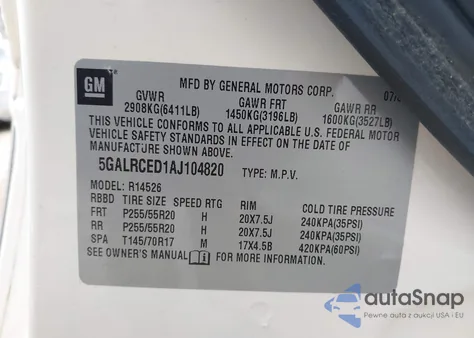 GM
TM
MFD BY GENERAL MOTORS CORP.
GVWR GAWR FRT GAWR RR
2908KG(6411LB) 1450KG(3196LB) 1600KG(3527LB)
THIS VEHICLE CONFORMS TO ALL APPLICABLE U.S. FEDERAL MOTOR
VEHICLE SAFETY STANDARDS IN EFFECT ON THE DATE OF
MANUFACTURE SHOWN ABOVE.
5GALRCED1AJ104820 TYPE: M.P.V.
MODEL: R14526
RBBD TIRE SIZE SPEED RTG RIM COLD TIRE PRESSURE
FRT P255/55R20 H 20X7.5J 240KPA(35PSI)
RR P255/55R20 H 20X7.5J 240KPA(35PSI)
SPA T145/70R17 M 17X4.5B 420KPA(60PSI)
SEE OWNER'S MANUAL FOR MORE INFORMATION.
autoSnap
Pewne auta z aukcji USA i EU